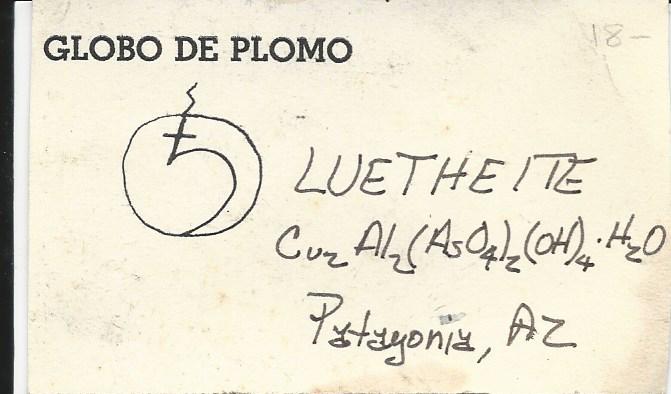 18-
GLOBO DE PLOMO
LUETHEITE
Cu₂Al₂(AsO₄)₂(OH)₄·H₂O
Patagonia, AZ